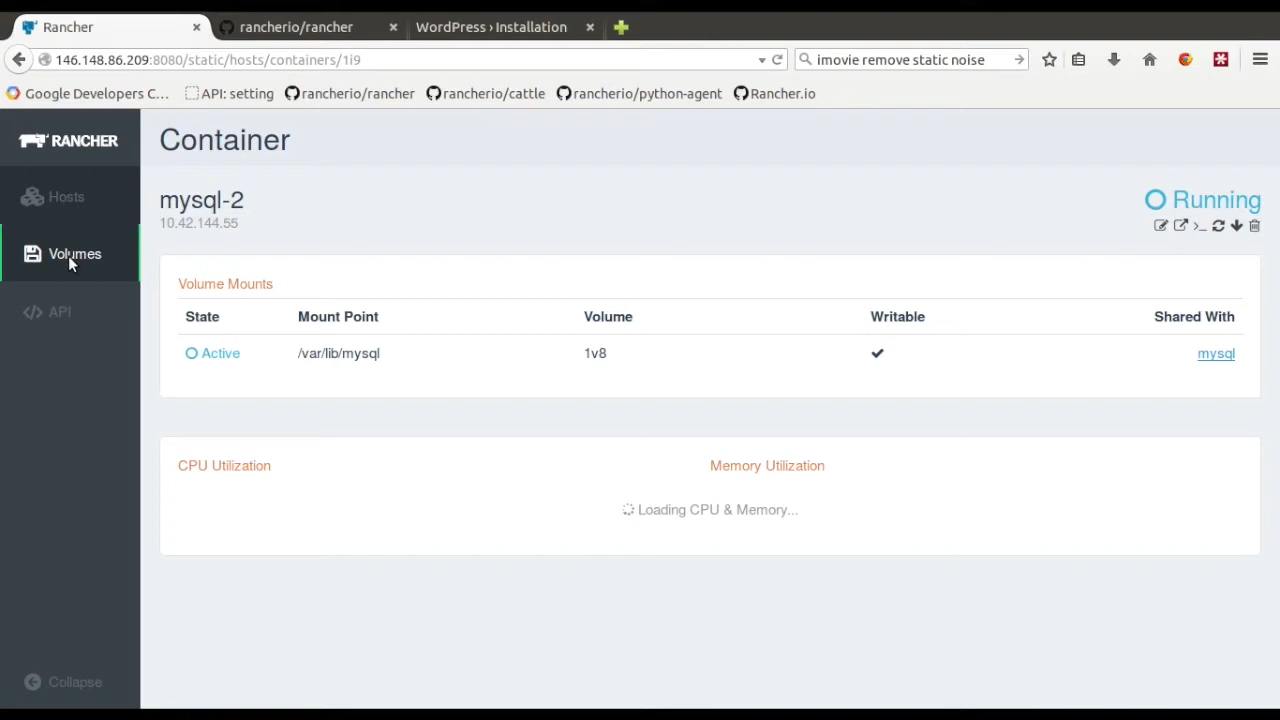 Rancher
rancherio/rancher
WordPress › Installation
146.148.86.209:8080/static/hosts/containers/1i9
imovie remove static noise
Google Developers C...
API: setting
rancherio/rancher
rancherio/cattle
rancherio/python-agent
Rancher.io
RANCHER
Container
Hosts
Volumes
API
Collapse
mysql-2
Running
10.42.144.55
Volume Mounts
State Mount Point Volume Writable Shared With
Active /var/lib/mysql 1v8 mysql
CPU Utilization
Memory Utilization
Loading CPU & Memory...